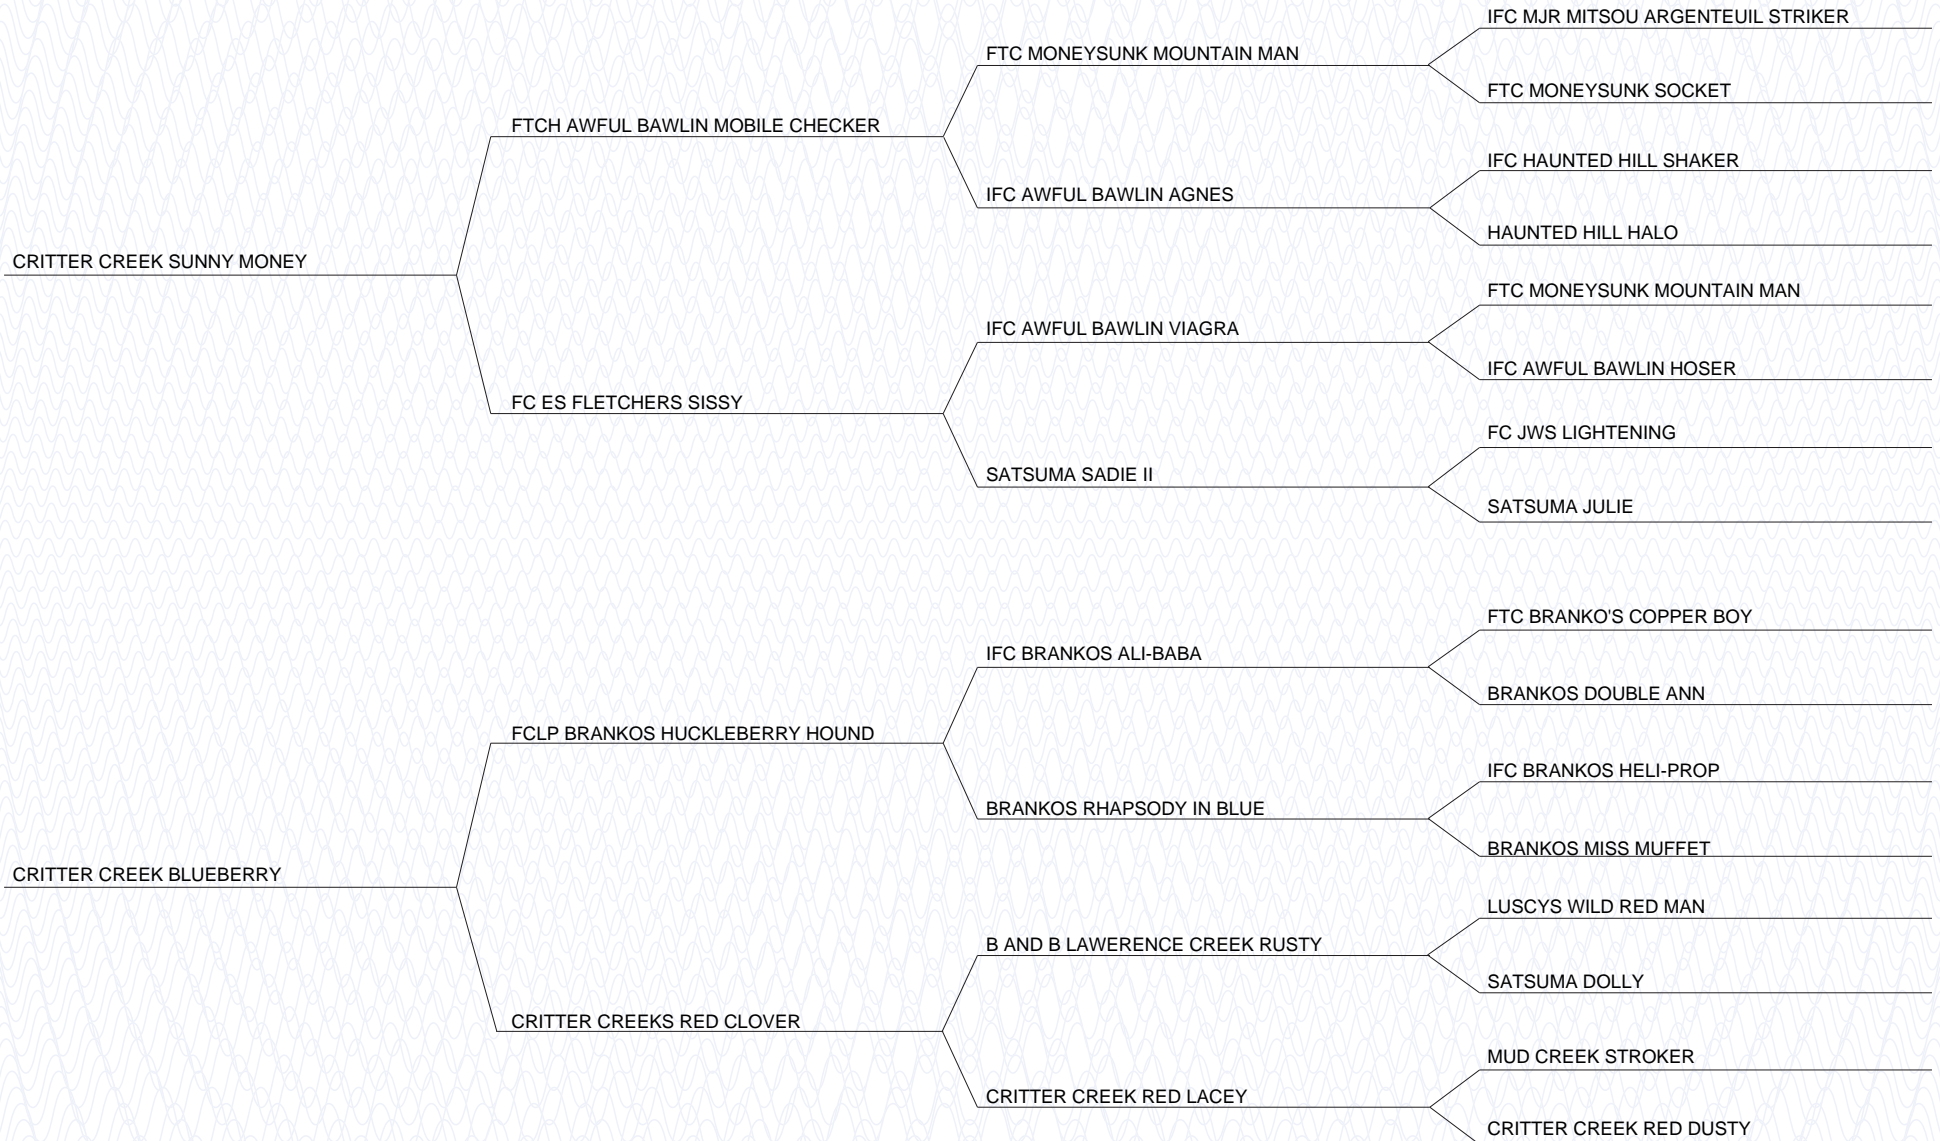 IFC MJR MITSOU ARGENTEUIL STRIKER
FTC MONEYSUNK MOUNTAIN MAN
FTC MONEYSUNK SOCKET
FTCH AWFUL BAWLIN MOBILE CHECKER
IFC HAUNTED HILL SHAKER
IFC AWFUL BAWLIN AGNES
HAUNTED HILL HALO
CRITTER CREEK SUNNY MONEY
FTC MONEYSUNK MOUNTAIN MAN
IFC AWFUL BAWLIN VIAGRA
IFC AWFUL BAWLIN HOSER
FC ES FLETCHERS SISSY
FC JWS LIGHTENING
SATSUMA SADIE II
SATSUMA JULIE
FTC BRANKO'S COPPER BOY
IFC BRANKOS ALI-BABA
BRANKOS DOUBLE ANN
FCLP BRANKOS HUCKLEBERRY HOUND
IFC BRANKOS HELI-PROP
BRANKOS RHAPSODY IN BLUE
BRANKOS MISS MUFFET
CRITTER CREEK BLUEBERRY
LUSCYS WILD RED MAN
B AND B LAWERENCE CREEK RUSTY
SATSUMA DOLLY
CRITTER CREEKS RED CLOVER
MUD CREEK STROKER
CRITTER CREEK RED LACEY
CRITTER CREEK RED DUSTY